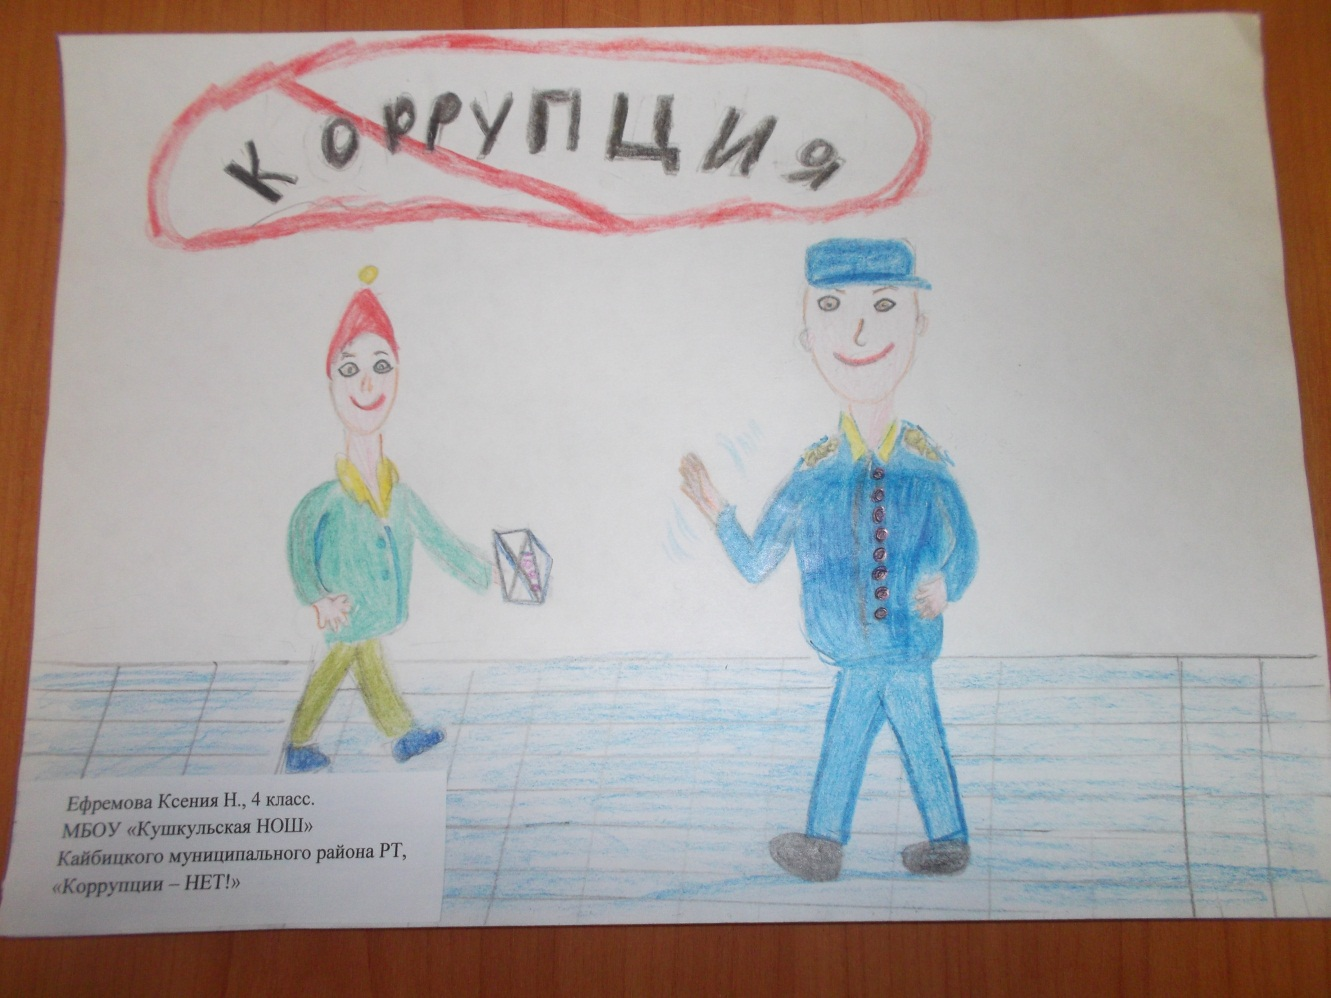 КОРРУПЦИЯ
Ефремова Ксения Н., 4 класс.
МБОУ «Кушкульская НОШ»
Кайбицкого муниципального района РТ,
«Коррупции – НЕТ!»